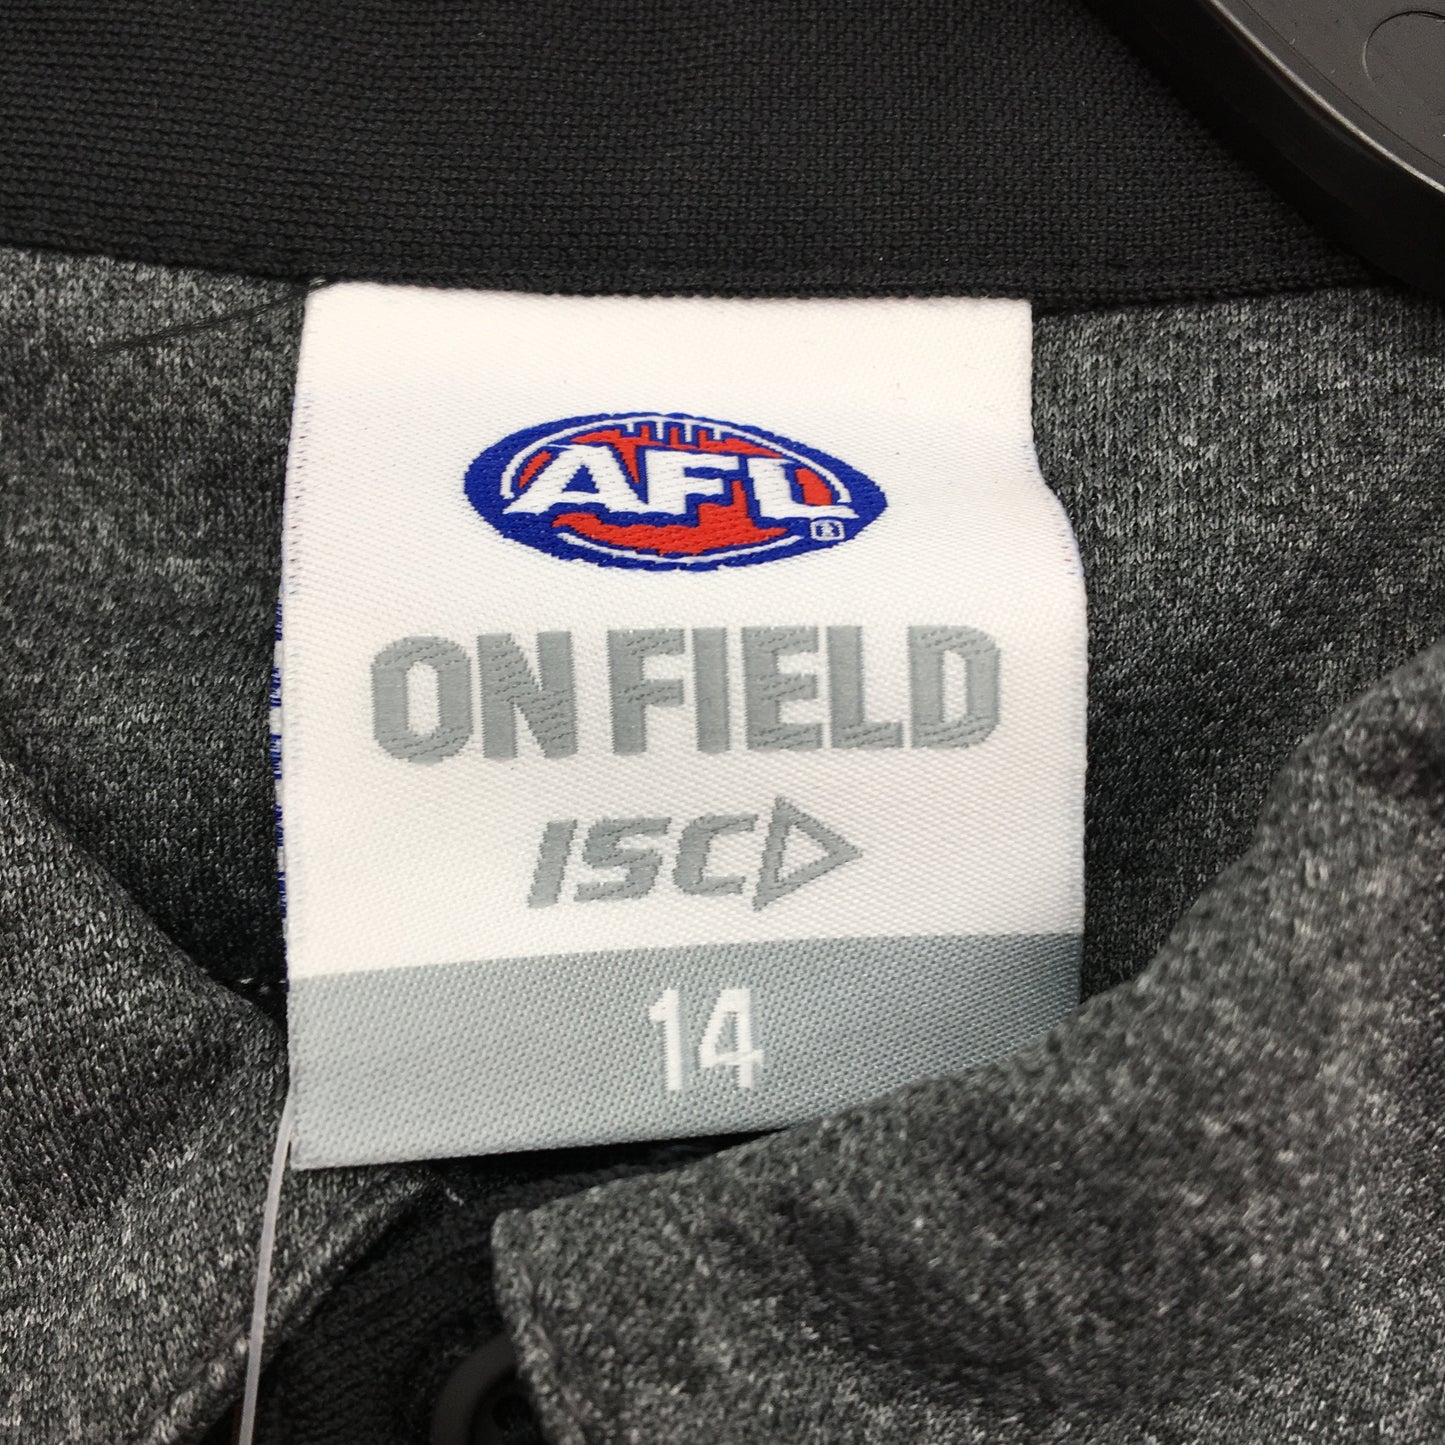 AFL ®
ON FIELD
ISC
14